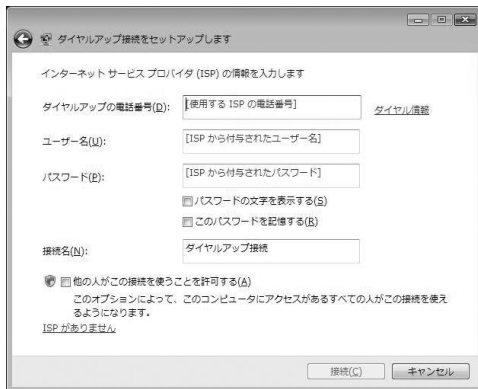 ダイヤルアップ接続をセットアップします
インターネット サービス プロバイダ (ISP) の情報を入力します
ダイヤルアップの電話番号(D): [使用する ISP の電話番号] ダイヤル情報
ユーザー名(U): [ISP から付与されたユーザー名]
パスワード(P): [ISP から付与されたパスワード]
パスワードの文字を表示する(S)
このパスワードを記憶する(R)
接続名(N): ダイヤルアップ接続
他の人がこの接続を使うことを許可する(A)
このオプションによって、このコンピュータにアクセスがあるすべての人がこの接続を使え
るようになります。
ISP がありません
接続(C) キャンセル